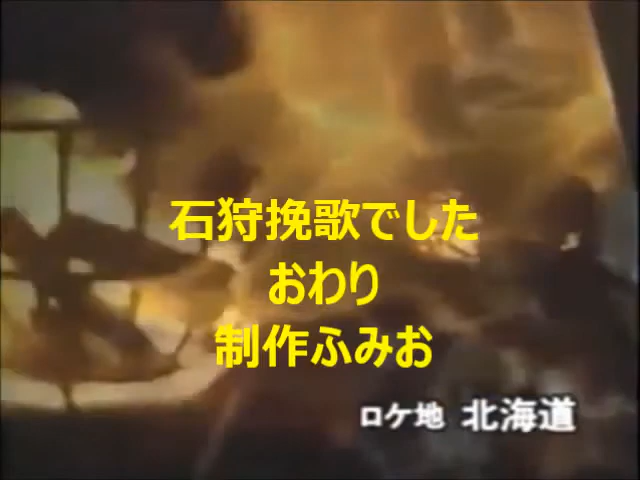 石狩挽歌でした
おわり
制作ふみお
ロケ地 北海道